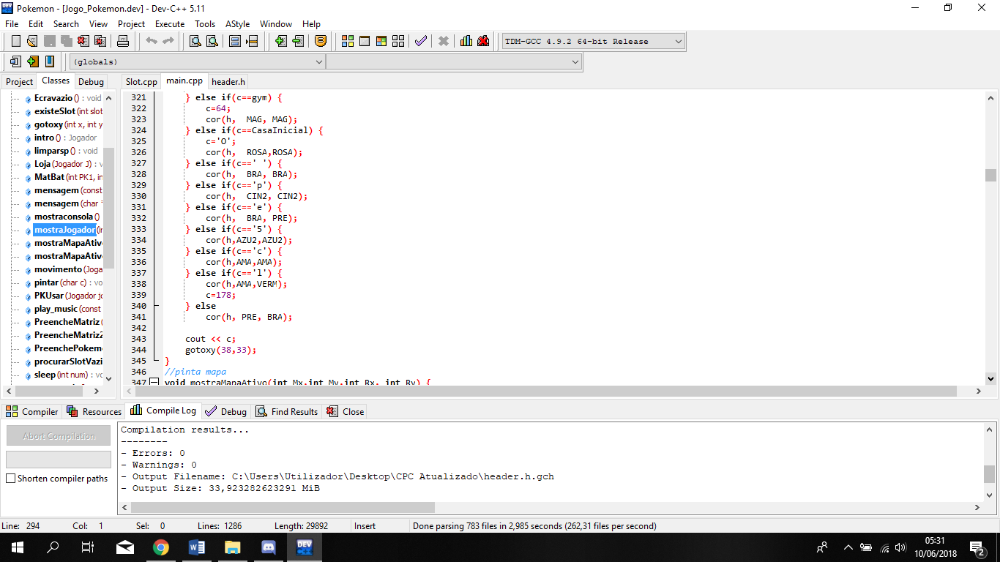 Pokemon - [Jogo_Pokemon.dev] - Dev-C++ 5.11
File Edit Search View Project Execute Tools AStyle Window Help
TDM-GCC 4.9.2 64-bit Release
(globals)
Project Classes Debug
Slot.cpp main.cpp header.h
Ecravazio () : void
existeSlot (int slot
gotoxy (int x, int y
intro () : Jogador
limparsp () : void
Loja (Jogador J) : v
MatBat (int PK1, in
mensagem (const
mensagem (char *
mostraconsola ()
mostraJogador (in
mostraMapaAtivo
mostraMapaAtivo
movimento (Joga
pintar (char c) : vo
PKUsar (Jogador jo
play_music (const
PreencheMatriz (
PreencheMatriz2
PreenchePokem
procurarSlotVazi
sleep (int num) : vo
321 } else if(c==gym) {
322 c=64;
323 cor(h,  MAG, MAG);
324 } else if(c==CasaInicial) {
325 c='O';
326 cor(h,  ROSA,ROSA);
327 } else if(c==' ') {
328 cor(h,  BRA, BRA);
329 } else if(c=='p') {
330 cor(h,  CIN2, CIN2);
331 } else if(c=='e') {
332 cor(h,  BRA, PRE);
333 } else if(c=='5') {
334 cor(h,AZU2,AZU2);
335 } else if(c=='c') {
336 cor(h,AMA,AMA);
337 } else if(c=='l') {
338 cor(h,AMA,VERM);
339 c=178;
340 } else
341 cor(h, PRE, BRA);
342
343 cout << c;
344 gotoxy(38,33);
345 }
346 //pinta mapa
347 void mostraMapaAtivo(int Mx,int My,int Rx, int Ry) {
Compiler Resources Compile Log Debug Find Results Close
Abort Compilation
Shorten compiler paths
Compilation results...
--------
- Errors: 0
- Warnings: 0
- Output Filename: C:\Users\Utilizador\Desktop\CPC Atualizado\header.h.gch
- Output Size: 33,923282623291 MiB
Line: 294 Col: 1 Sel: 0 Lines: 1286 Length: 29892 Insert Done parsing 783 files in 2,985 seconds (262,31 files per second)
05:31
10/06/2018
2